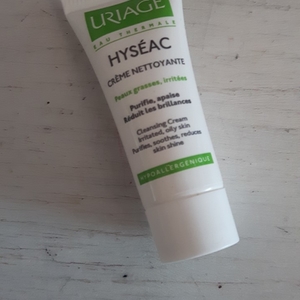 URIAGE
EAU THERMALE
HYSÉAC
CRÈME NETTOYANTE
Peaux grasses, irritées
Purifie, apaise
Réduit les brillances
Cleansing Cream
Irritated, oily skin
Purifies, soothes, reduces
skin shine
HYPOALLERGÉNIQUE